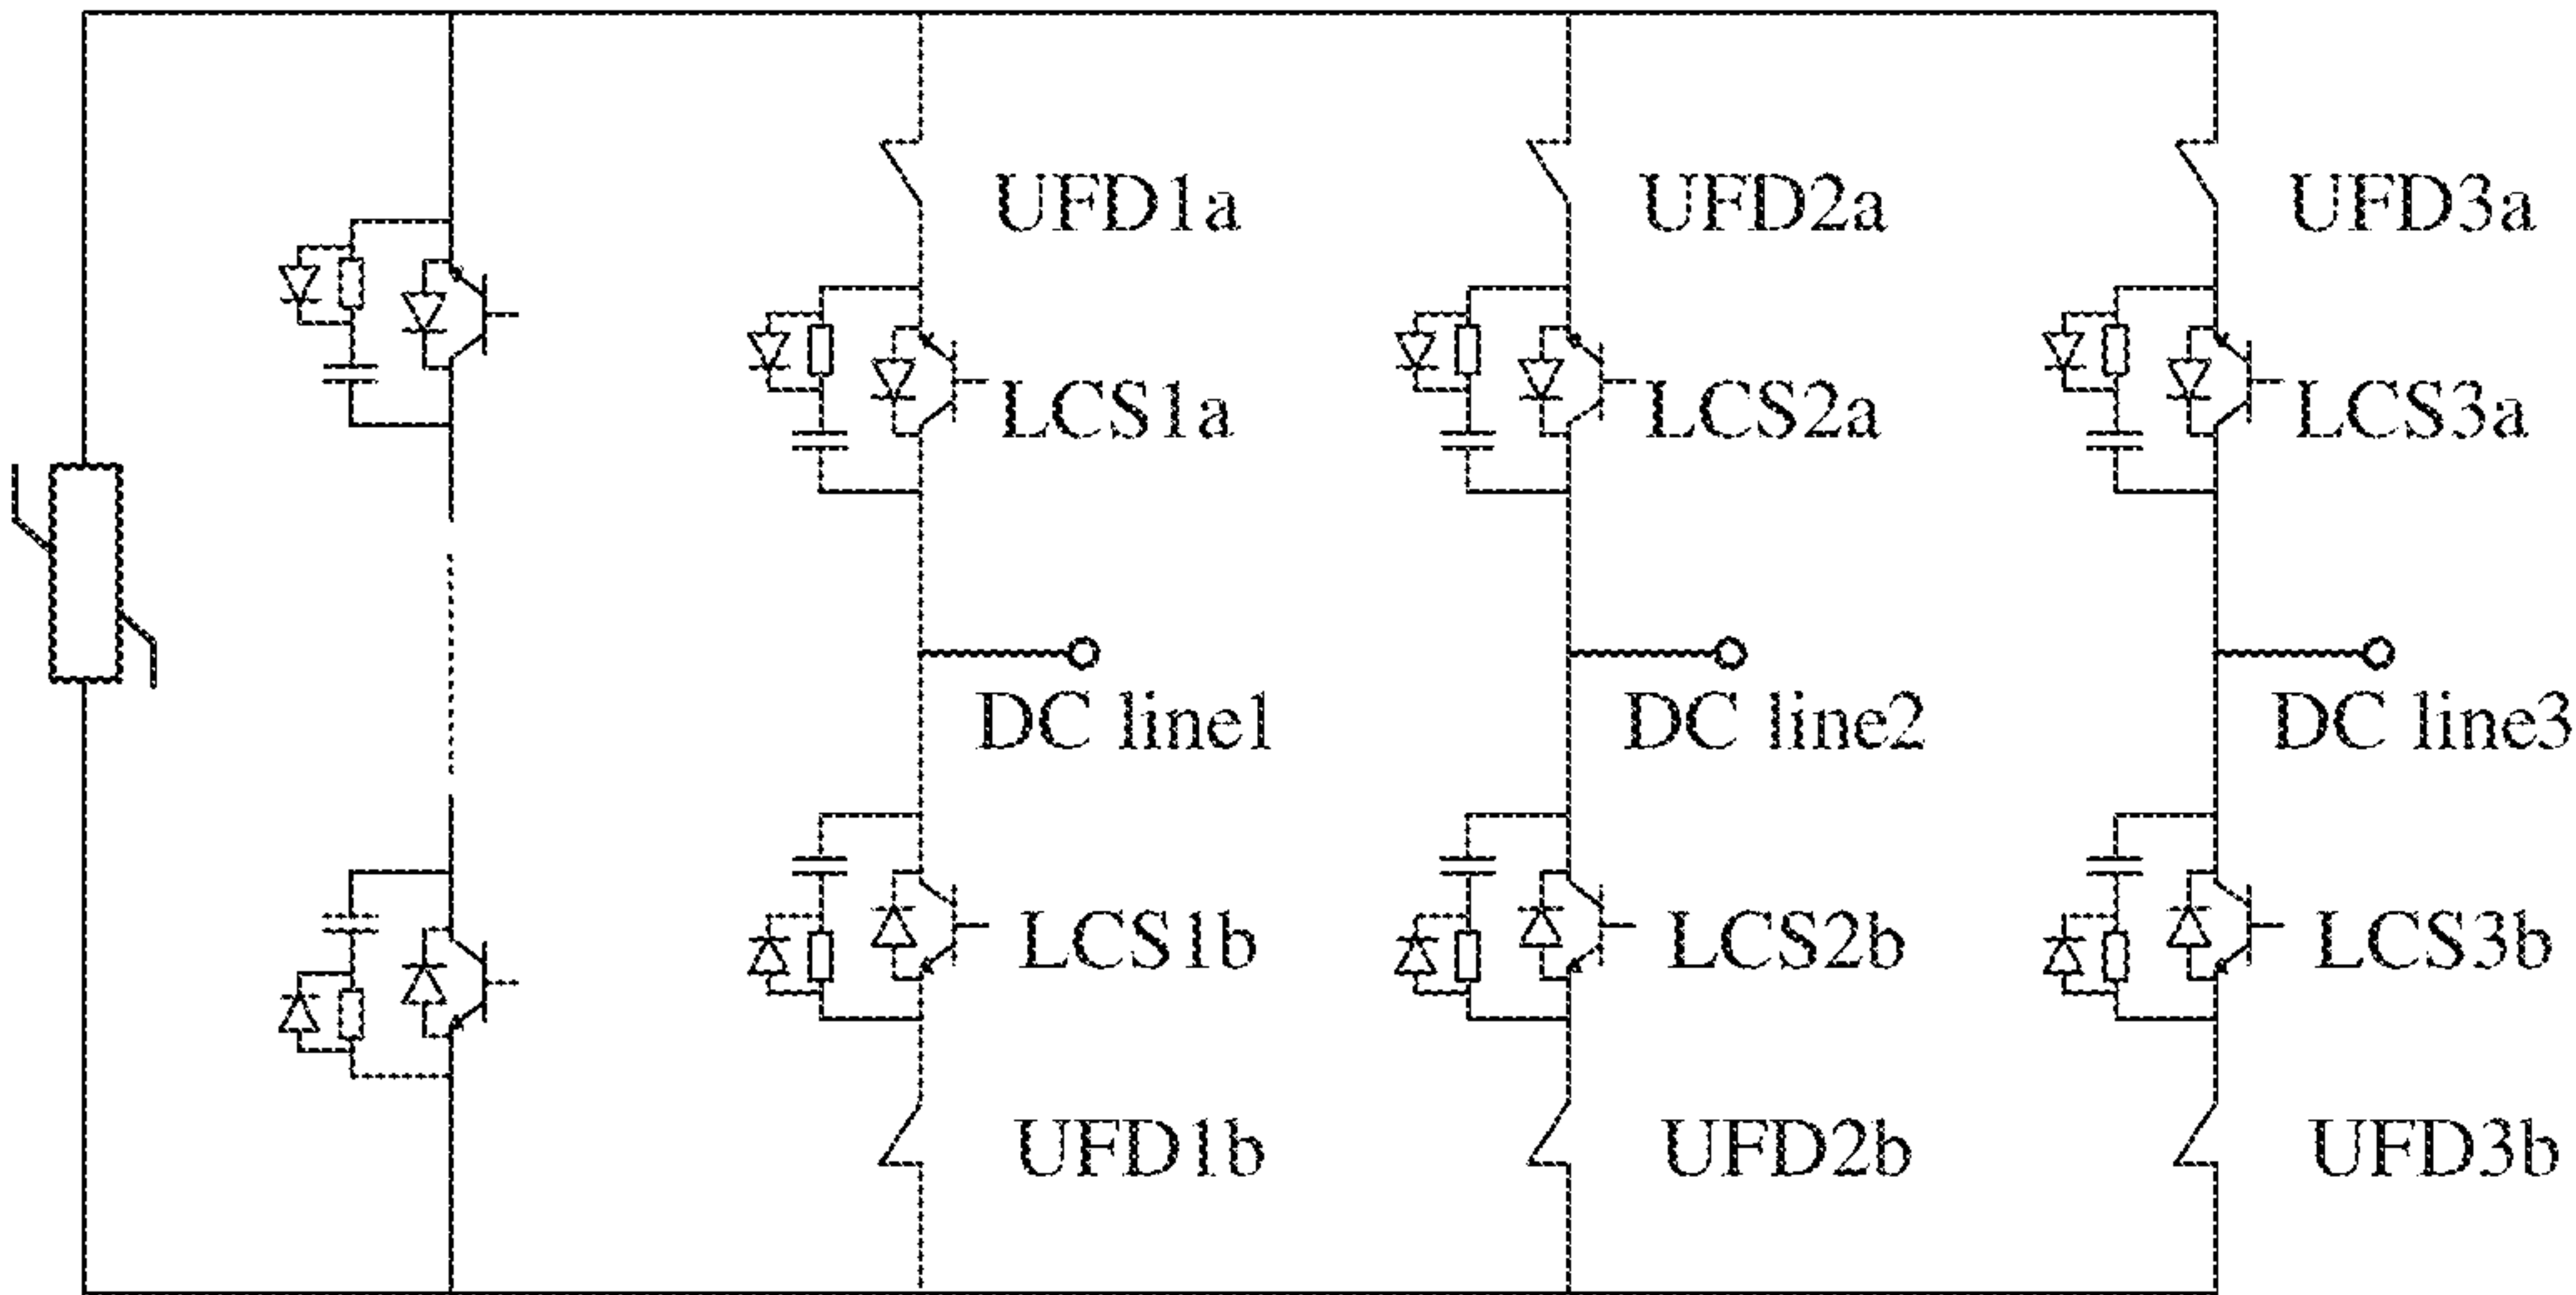 UFD1a
UFD2a
UFD3a
LCS1a
LCS2a
LCS3a
DC line1
DC line2
DC line3
LCS1b
LCS2b
LCS3b
UFD1b
UFD2b
UFD3b